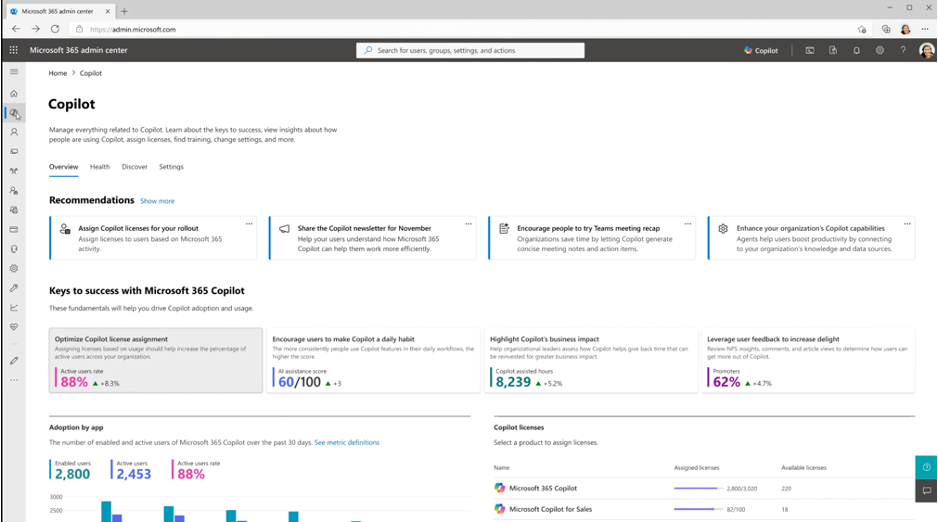 Microsoft 365 admin center
https://admin.microsoft.com
Microsoft 365 admin center
Search for users, groups, settings, and actions
Copilot
Home > Copilot
Copilot
Manage everything related to Copilot. Learn about the keys to success, view insights about how
people are using Copilot, assign licenses, find training, change settings, and more.
Overview Health Discover Settings
Recommendations Show more
Assign Copilot licenses for your rollout
Assign licenses to users based on Microsoft 365
activity.
Share the Copilot newsletter for November
Help your users understand how Microsoft 365
Copilot can help them work more efficiently.
Encourage people to try Teams meeting recap
Organizations save time by letting Copilot generate
concise meeting notes and action items.
Enhance your organization's Copilot capabilities
Agents help users boost productivity by connecting
to your organization's knowledge and data sources.
Keys to success with Microsoft 365 Copilot
These fundamentals will help you drive Copilot adoption and usage.
Optimize Copilot license assignment
Assigning licenses based on usage should help increase the percentage of
active users across your organization.
Active users rate
88% ▲ +8.3%
Encourage users to make Copilot a daily habit
The more consistently people use Copilot features in their daily workflows, the
higher the score.
AI assistance score
60/100 ▲ +3
Highlight Copilot's business impact
Help organizational leaders assess how Copilot helps give back time that can
be reinvested for greater business impact.
Copilot assisted hours
8,239 ▲ +5.2%
Leverage user feedback to increase delight
Review NPS insights, comments, and article views to determine how users can
get more out of Copilot.
Promoters
62% ▲ +4.7%
Adoption by app
The number of enabled and active users of Microsoft 365 Copilot over the past 30 days. See metric definitions
Enabled users
2,800
Active users
2,453
Active users rate
88%
3000
2500
Copilot licenses
Select a product to assign licenses.
Name Assigned licenses Available licenses
Microsoft 365 Copilot 2,800/3,020 220
Microsoft Copilot for Sales 82/100 18